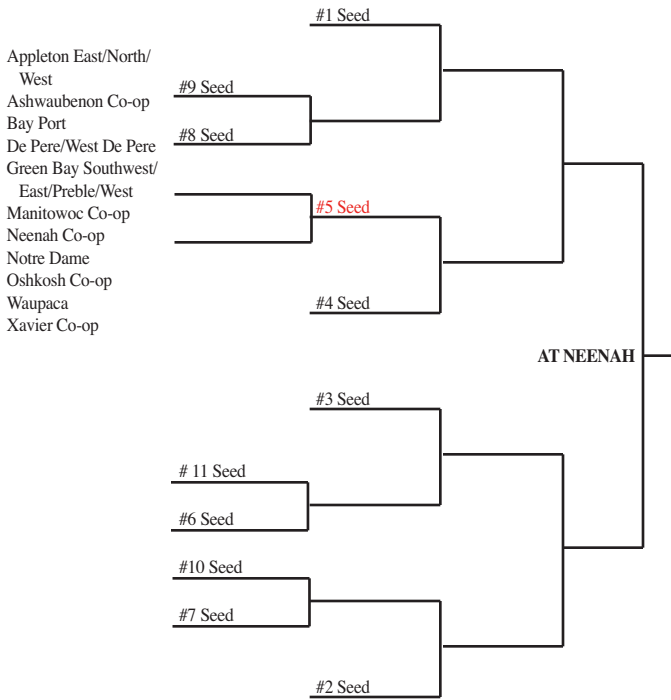 Appleton East/North/
West
Ashwaubenon Co-op
Bay Port
De Pere/West De Pere
Green Bay Southwest/
East/Preble/West
Manitowoc Co-op
Neenah Co-op
Notre Dame
Oshkosh Co-op
Waupaca
Xavier Co-op
#1 Seed
#9 Seed
#8 Seed
#5 Seed
#4 Seed
AT NEENAH
#3 Seed
# 11 Seed
#6 Seed
#10 Seed
#7 Seed
#2 Seed